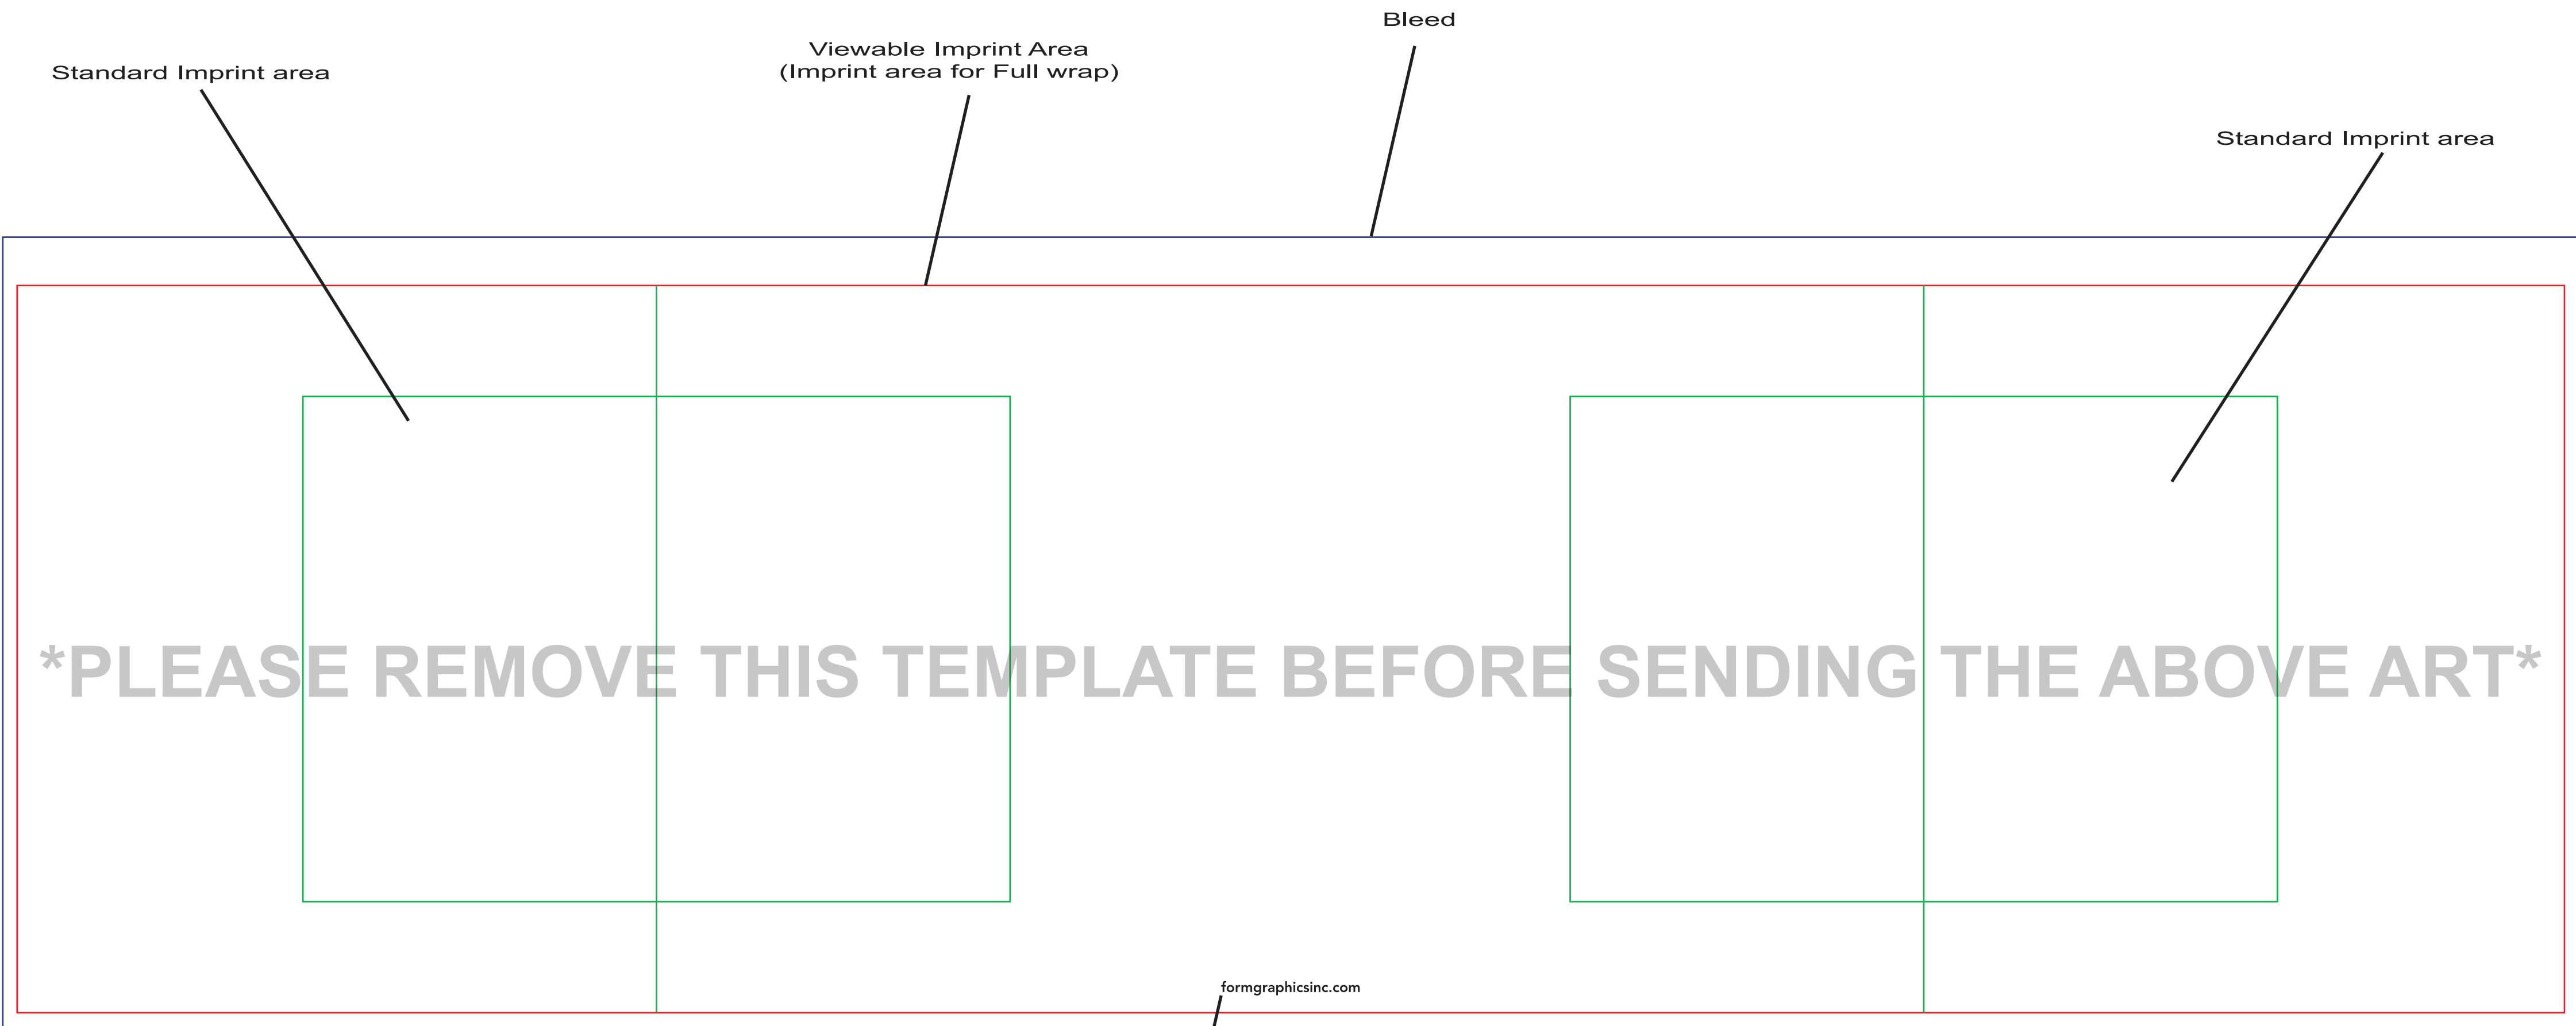 Bleed
Viewable Imprint Area
(Imprint area for Full wrap)
Standard Imprint area
Standard Imprint area
*PLEASE REMOVE THIS TEMPLATE BEFORE SENDING THE ABOVE ART*
formgraphicsinc.com